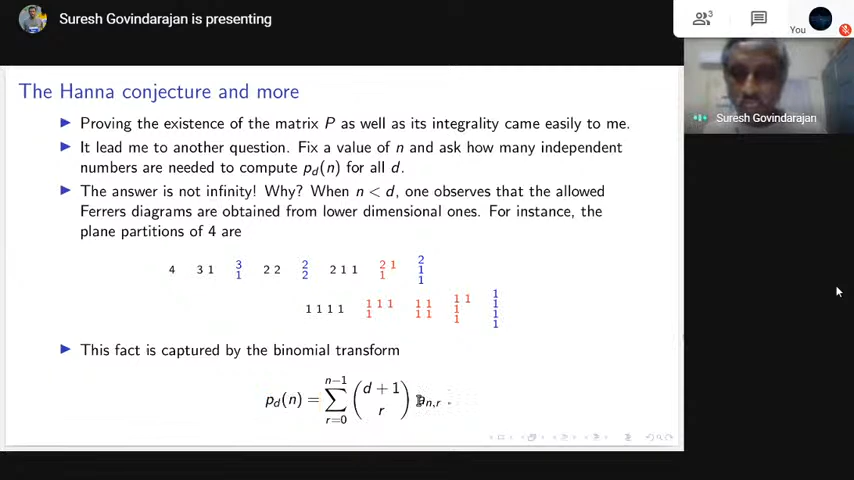 Suresh Govindarajan is presenting
3
You
Suresh Govindarajan
The Hanna conjecture and more
Proving the existence of the matrix P as well as its integrality came easily to me.
It lead me to another question. Fix a value of n and ask how many independent
numbers are needed to compute p_d(n) for all d.
The answer is not infinity! Why? When n < d, one observes that the allowed
Ferrers diagrams are obtained from lower dimensional ones. For instance, the
plane partitions of 4 are
4 3 1 3 2 2 2 2 1 1 2 1 2
1 2 1 1
1
1 1 1 1 1 1 1 1 1 1 1 1
1 1 1 1 1
1 1
1
This fact is captured by the binomial transform
p_d(n) = ∑_{r=0}^{n−1} (d + 1 r) a_{n,r} .